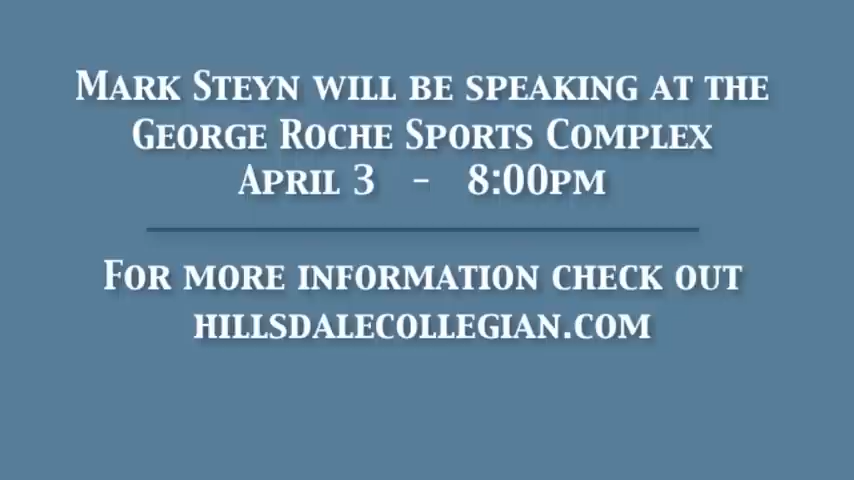 Mark Steyn will be speaking at the
George Roche Sports Complex
April 3 - 8:00pm
For more information check out
hillsdalecollegian.com